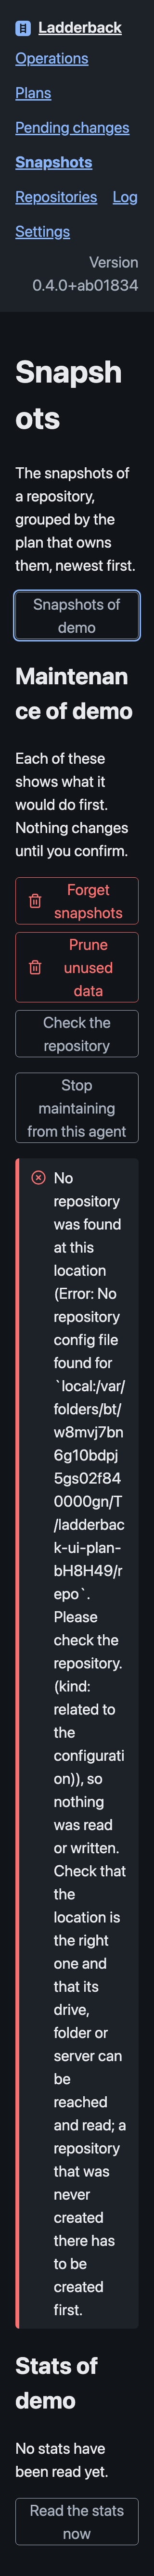 Ladderback
Operations
Plans
Pending changes
Snapshots
Repositories Log
Settings
Version
0.4.0+ab01834
Snapsh
ots
The snapshots of
a repository,
grouped by the
plan that owns
them, newest first.
Snapshots of
demo
Maintenan
ce of demo
Each of these
shows what it
would do first.
Nothing changes
until you confirm.
Forget
snapshots
Prune
unused
data
Check the
repository
Stop
maintaining
from this agent
No
repository
was found
at this
location
(Error: No
repository
config file
found for
`local:/var/
folders/bt/
w8mvj7bn
6g10bdpj
5gs02f84
0000gn/T
/ladderbac
k-ui-plan-
bH8H49/r
epo`.
Please
check the
repository.
(kind:
related to
the
configurati
on)), so
nothing
was read
or written.
Check that
the
location is
the right
one and
that its
drive,
folder or
server can
be
reached
and read; a
repository
that was
never
created
there has
to be
created
first.
Stats of
demo
No stats have
been read yet.
Read the stats
now